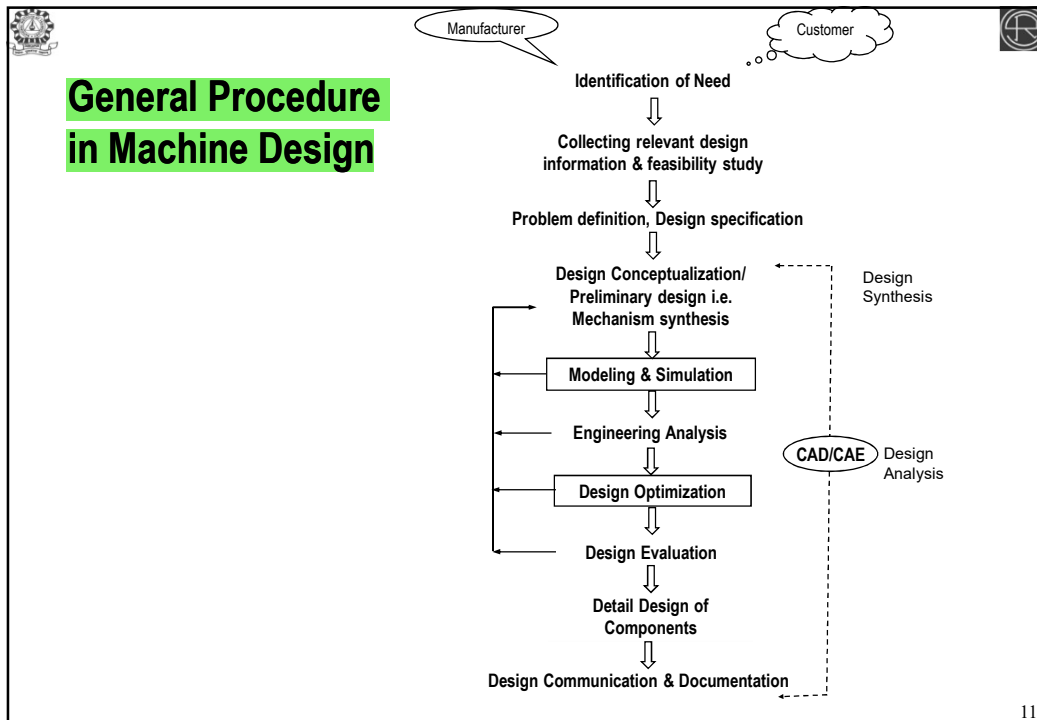 Manufacturer
Customer
General Procedure
in Machine Design
Identification of Need
Collecting relevant design
information & feasibility study
Problem definition, Design specification
Design Conceptualization/
Preliminary design i.e.
Mechanism synthesis
Design
Synthesis
Modeling & Simulation
Engineering Analysis
CAD/CAE
Design
Analysis
Design Optimization
Design Evaluation
Detail Design of
Components
Design Communication & Documentation
11